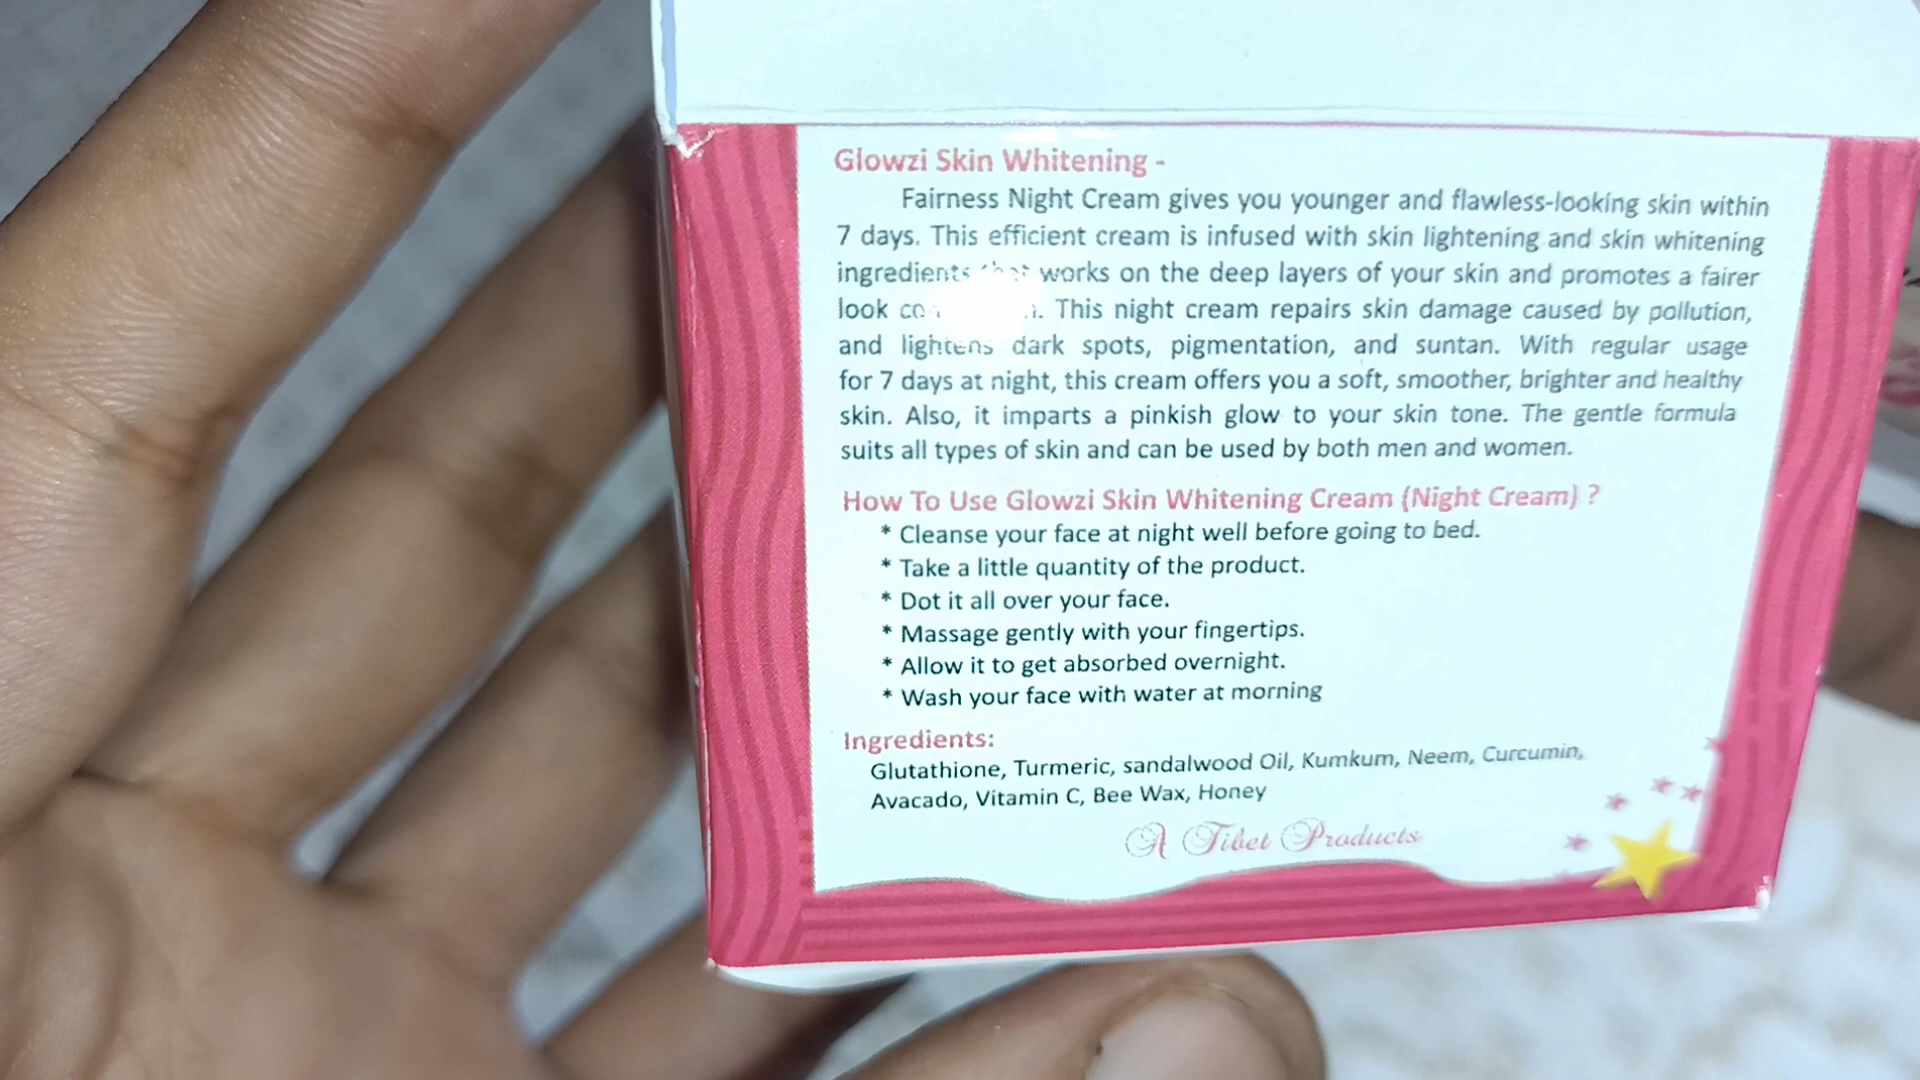 Glowzi Skin Whitening -
Fairness Night Cream gives you younger and flawless-looking skin within
7 days. This efficient cream is infused with skin lightening and skin whitening
ingredients that works on the deep layers of your skin and promotes a fairer
look This night cream repairs skin damage caused by pollution,
and lightens dark spots, pigmentation, and suntan. With regular usage
for 7 days at night, this cream offers you a soft, smoother, brighter and healthy
skin. Also, it imparts a pinkish glow to your skin tone. The gentle formula
suits all types of skin and can be used by both men and women.
How To Use Glowzi Skin Whitening Cream (Night Cream) ?
* Cleanse your face at night well before going to bed.
* Take a little quantity of the product.
* Dot it all over your face.
* Massage gently with your fingertips.
* Allow it to get absorbed overnight.
* Wash your face with water at morning
Ingredients:
Glutathione, Turmeric, sandalwood Oil, Kumkum, Neem, Curcumin,
Avacado, Vitamin C, Bee Wax, Honey
A Tibet Products